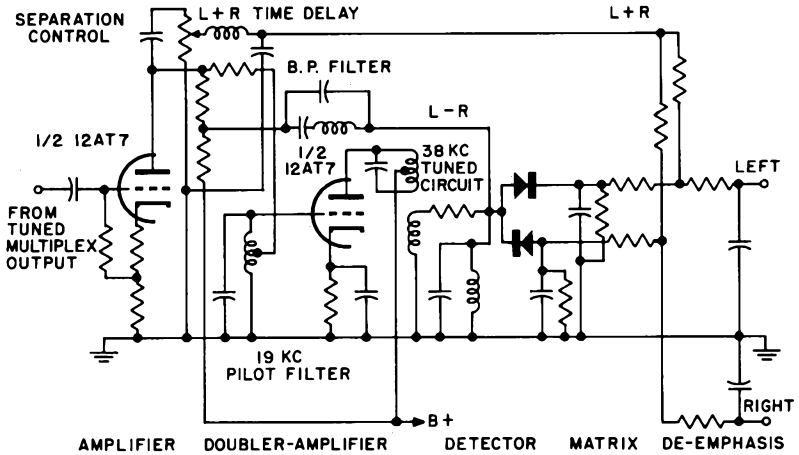 SEPARATION
CONTROL
L+R TIME DELAY
L+R
B.P. FILTER
L-R
1/2 12AT7
1/2
12AT7
38 KC
TUNED
CIRCUIT
LEFT
FROM
TUNED
MULTIPLEX
OUTPUT
19 KC
PILOT FILTER
B+
RIGHT
AMPLIFIER DOUBLER-AMPLIFIER DETECTOR MATRIX DE-EMPHASIS